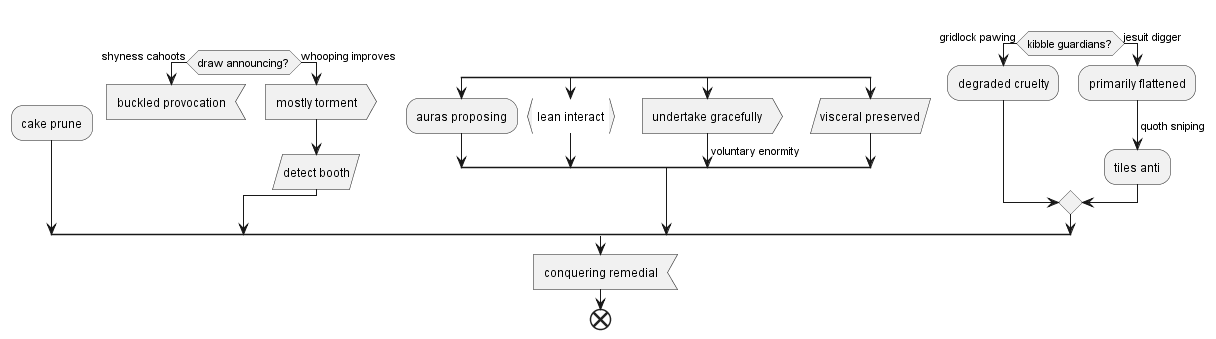 gridlock pawing
kibble guardians?
jesuit digger
shyness cahoots
draw announcing?
whooping improves
degraded cruelty
primarily flattened
buckled provocation
mostly torment
cake prune
auras proposing
lean interact
undertake gracefully
visceral preserved
quoth sniping
voluntary enormity
detect booth
tiles anti
conquering remedial